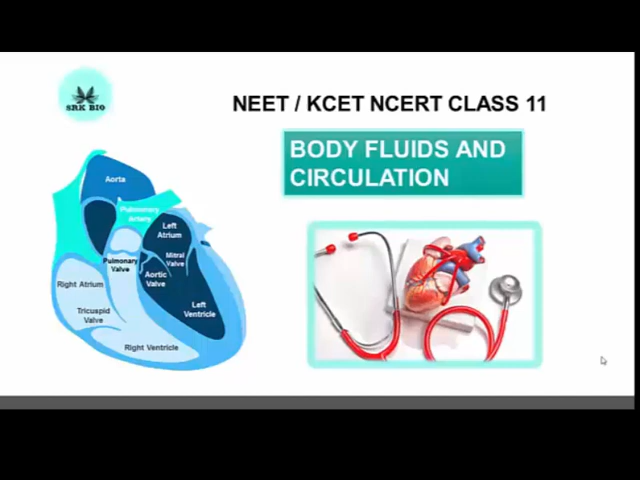 SRK BIO
NEET / KCET NCERT CLASS 11
BODY FLUIDS AND
CIRCULATION
Aorta
Pulmonary
Artery
Left
Atrium
Pulmonary
Valve
Mitral
Valve
Aortic
Valve
Right Atrium
Left
Ventricle
Tricuspid
Valve
Right Ventricle